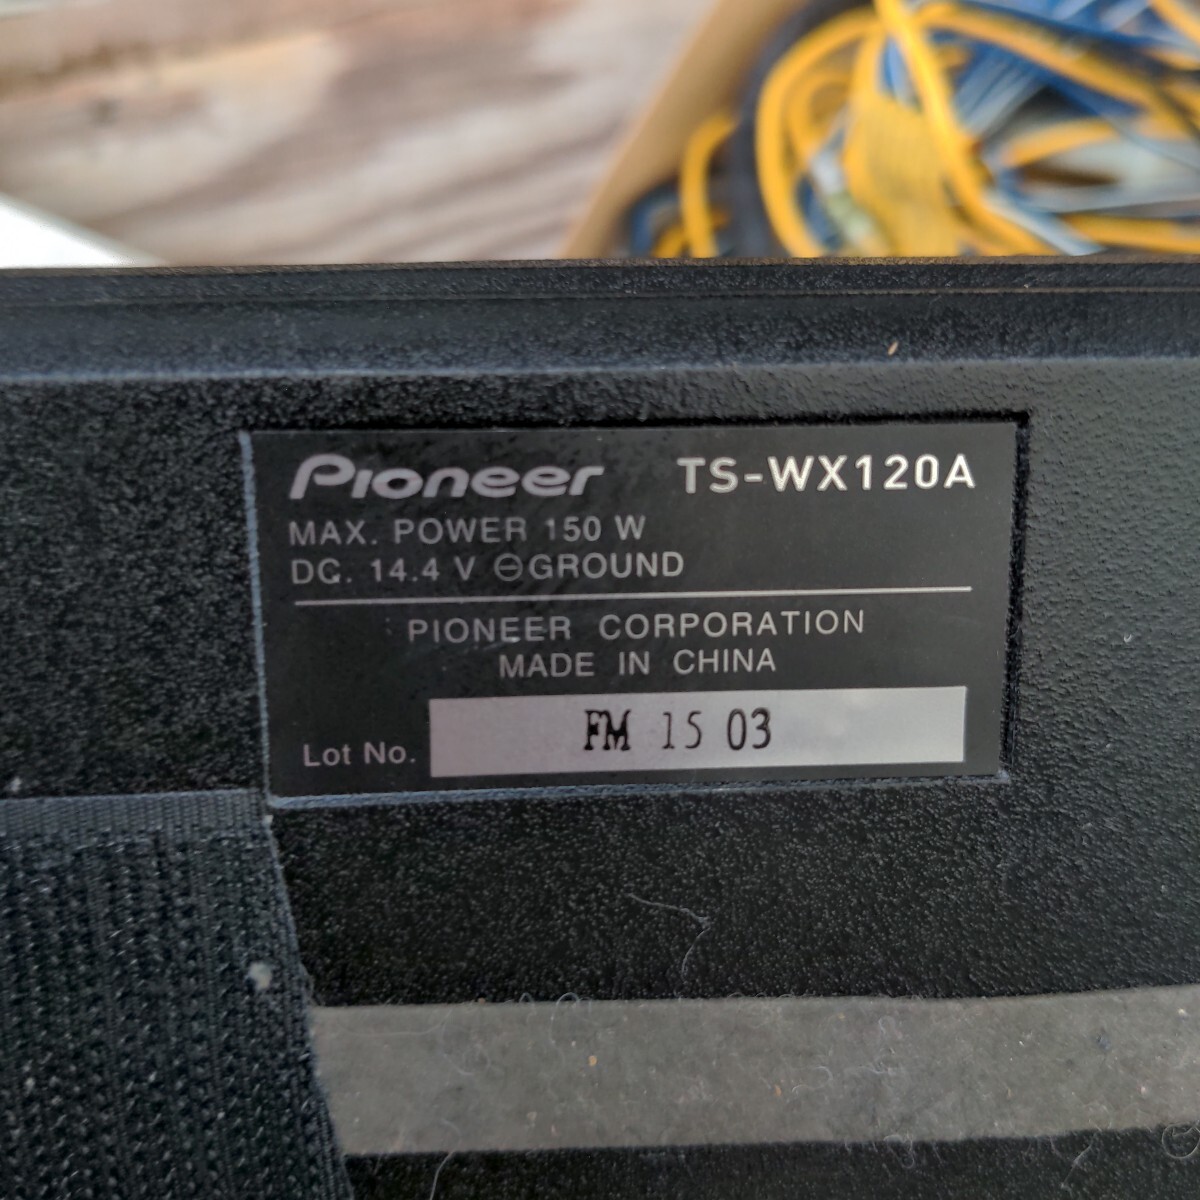 Pioneer TS-WX120A
MAX. POWER 150 W
DC. 14.4 V ⊖GROUND
PIONEER CORPORATION
MADE IN CHINA
Lot No. FM 15 03